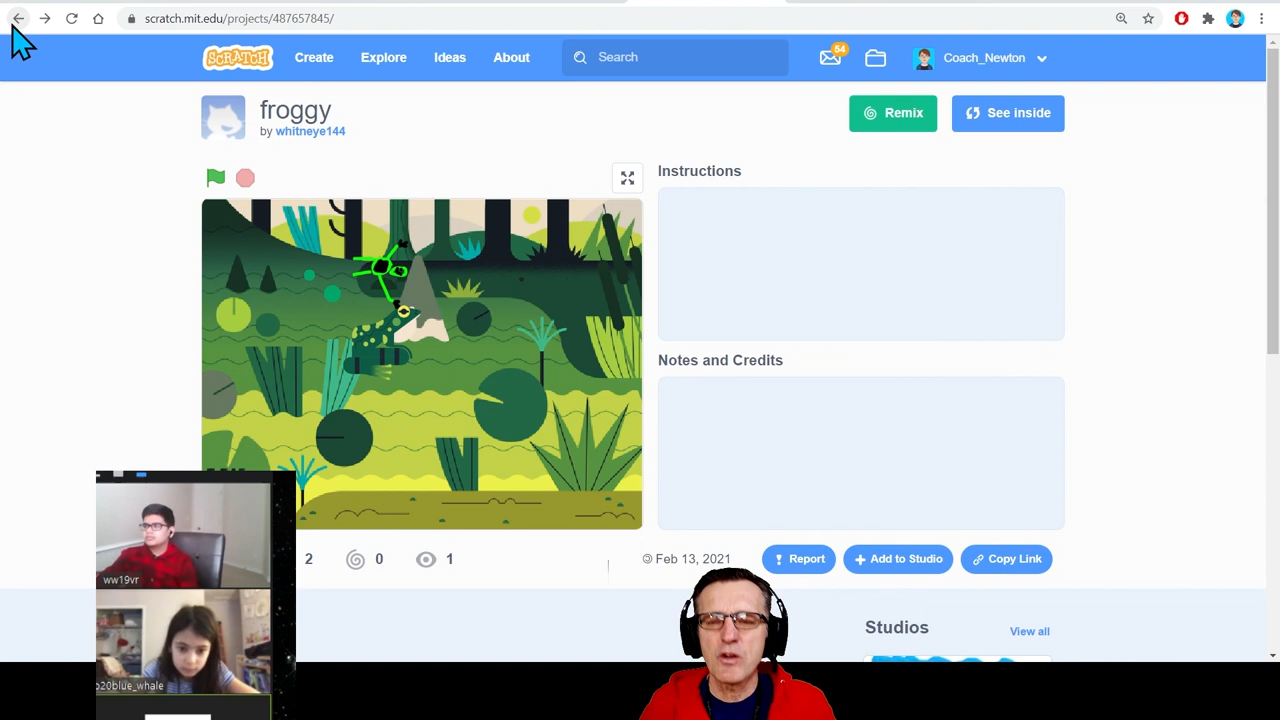 scratch.mit.edu/projects/487657845/
SCRATCH
Create
Explore
Ideas
About
Search
54
Coach_Newton
froggy
by whitneye144
Remix
See inside
Instructions
Notes and Credits
2
0
1
Feb 13, 2021
Report
Add to Studio
Copy Link
ww19vr
p20blue_whale
Studios
View all